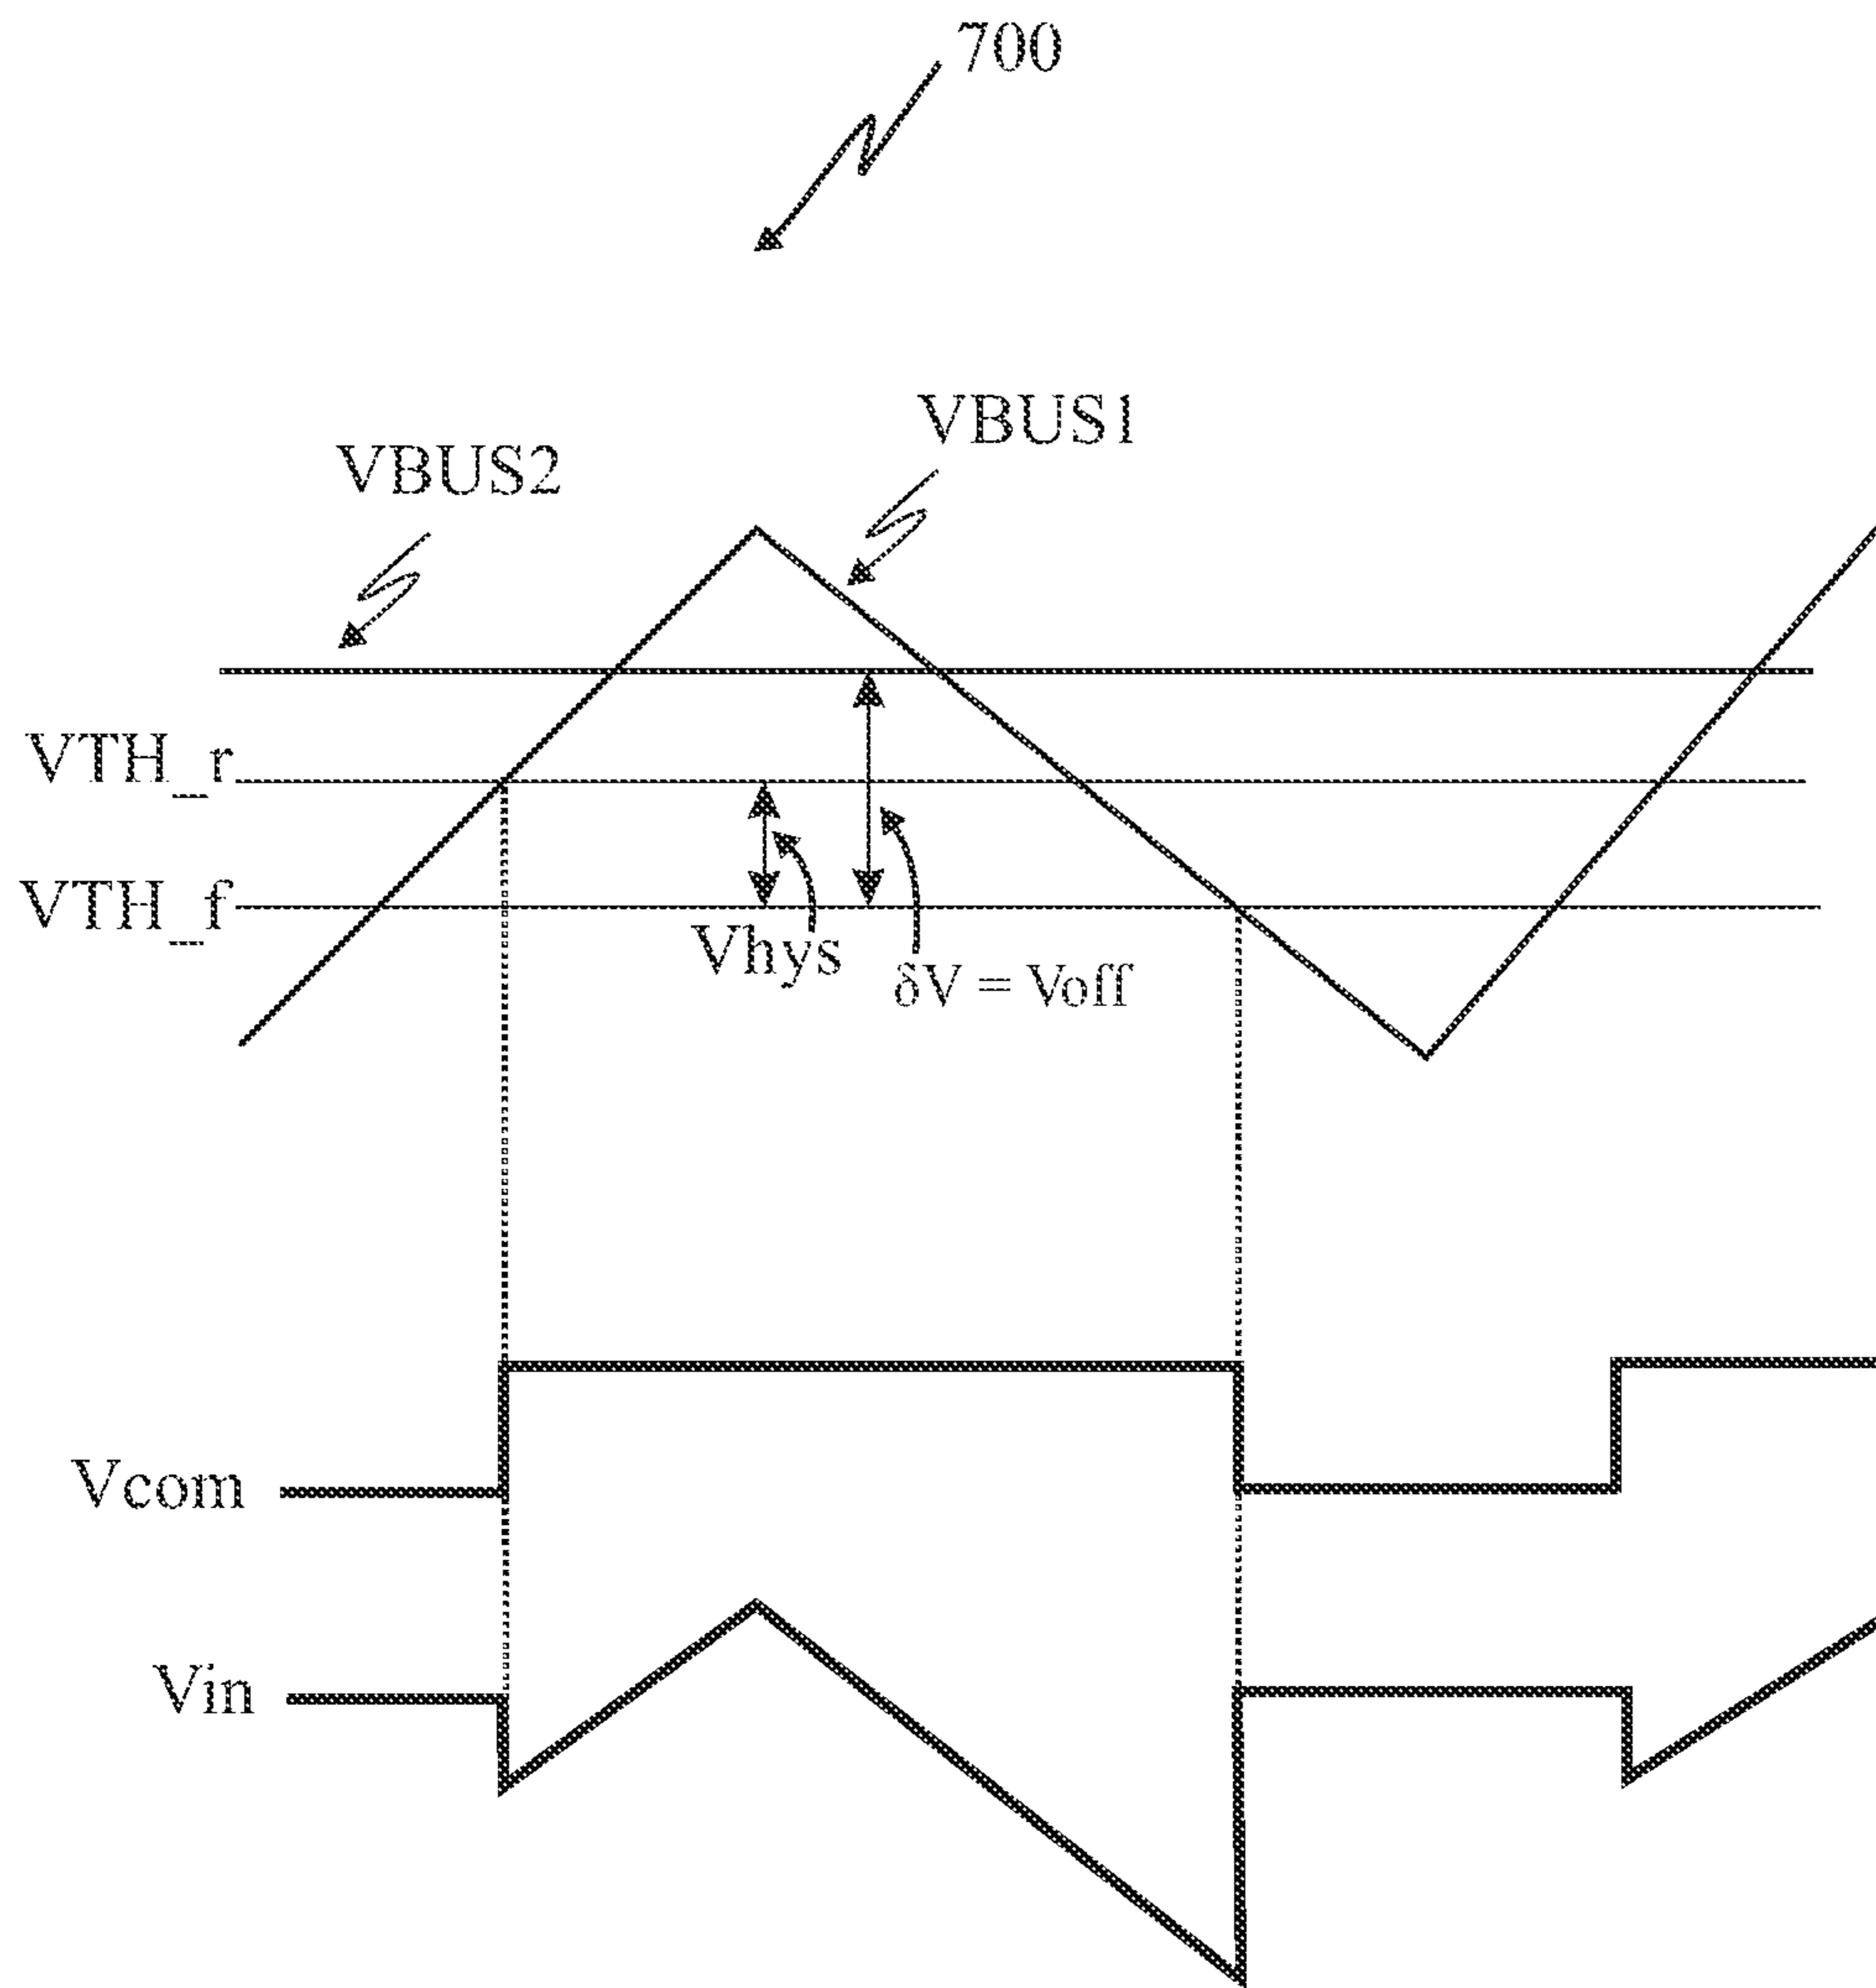 700
VBUS1
VBUS2
VTH_r
VTH_f
Vhys
δV = Voff
Vcom
Vin